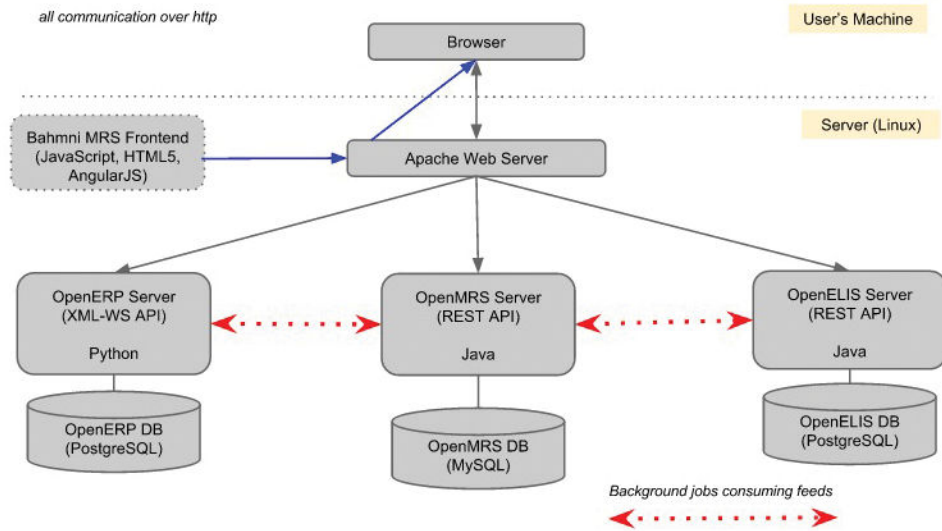 all communication over http
User's Machine
Browser
Bahmni MRS Frontend
(JavaScript, HTML5,
AngularJS)
Server (Linux)
Apache Web Server
OpenERP Server
(XML-WS API)
Python
OpenMRS Server
(REST API)
Java
OpenELIS Server
(REST API)
Java
OpenERP DB
(PostgreSQL)
OpenMRS DB
(MySQL)
OpenELIS DB
(PostgreSQL)
Background jobs consuming feeds